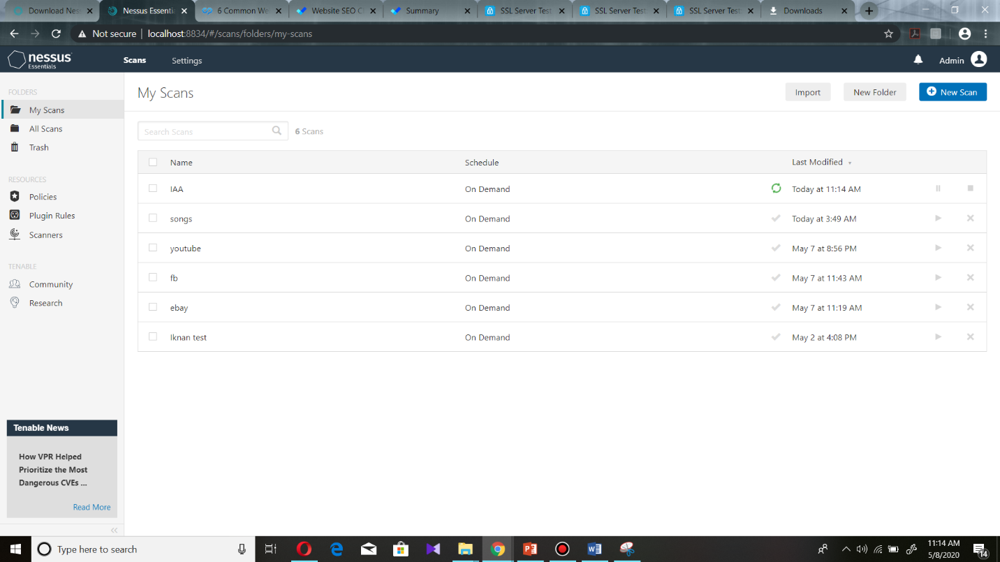 Download Nes
Nessus Essenti
6 Common We
Website SEO C
Summary
SSL Server Test
SSL Server Test
SSL Server Test
Downloads
Not secure
localhost:8834/#/scans/folders/my-scans
nessus
Essentials
Scans
Settings
Admin
FOLDERS
My Scans
All Scans
Trash
RESOURCES
Policies
Plugin Rules
Scanners
TENABLE
Community
Research
Tenable News
How VPR Helped
Prioritize the Most
Dangerous CVEs ...
Read More
My Scans
Import
New Folder
New Scan
Search Scans
6 Scans
Name Schedule Last Modified
IAA On Demand Today at 11:14 AM
songs On Demand Today at 3:49 AM
youtube On Demand May 7 at 8:56 PM
fb On Demand May 7 at 11:43 AM
ebay On Demand May 7 at 11:19 AM
lknan test On Demand May 2 at 4:08 PM
Type here to search
11:14 AM
5/8/2020
14